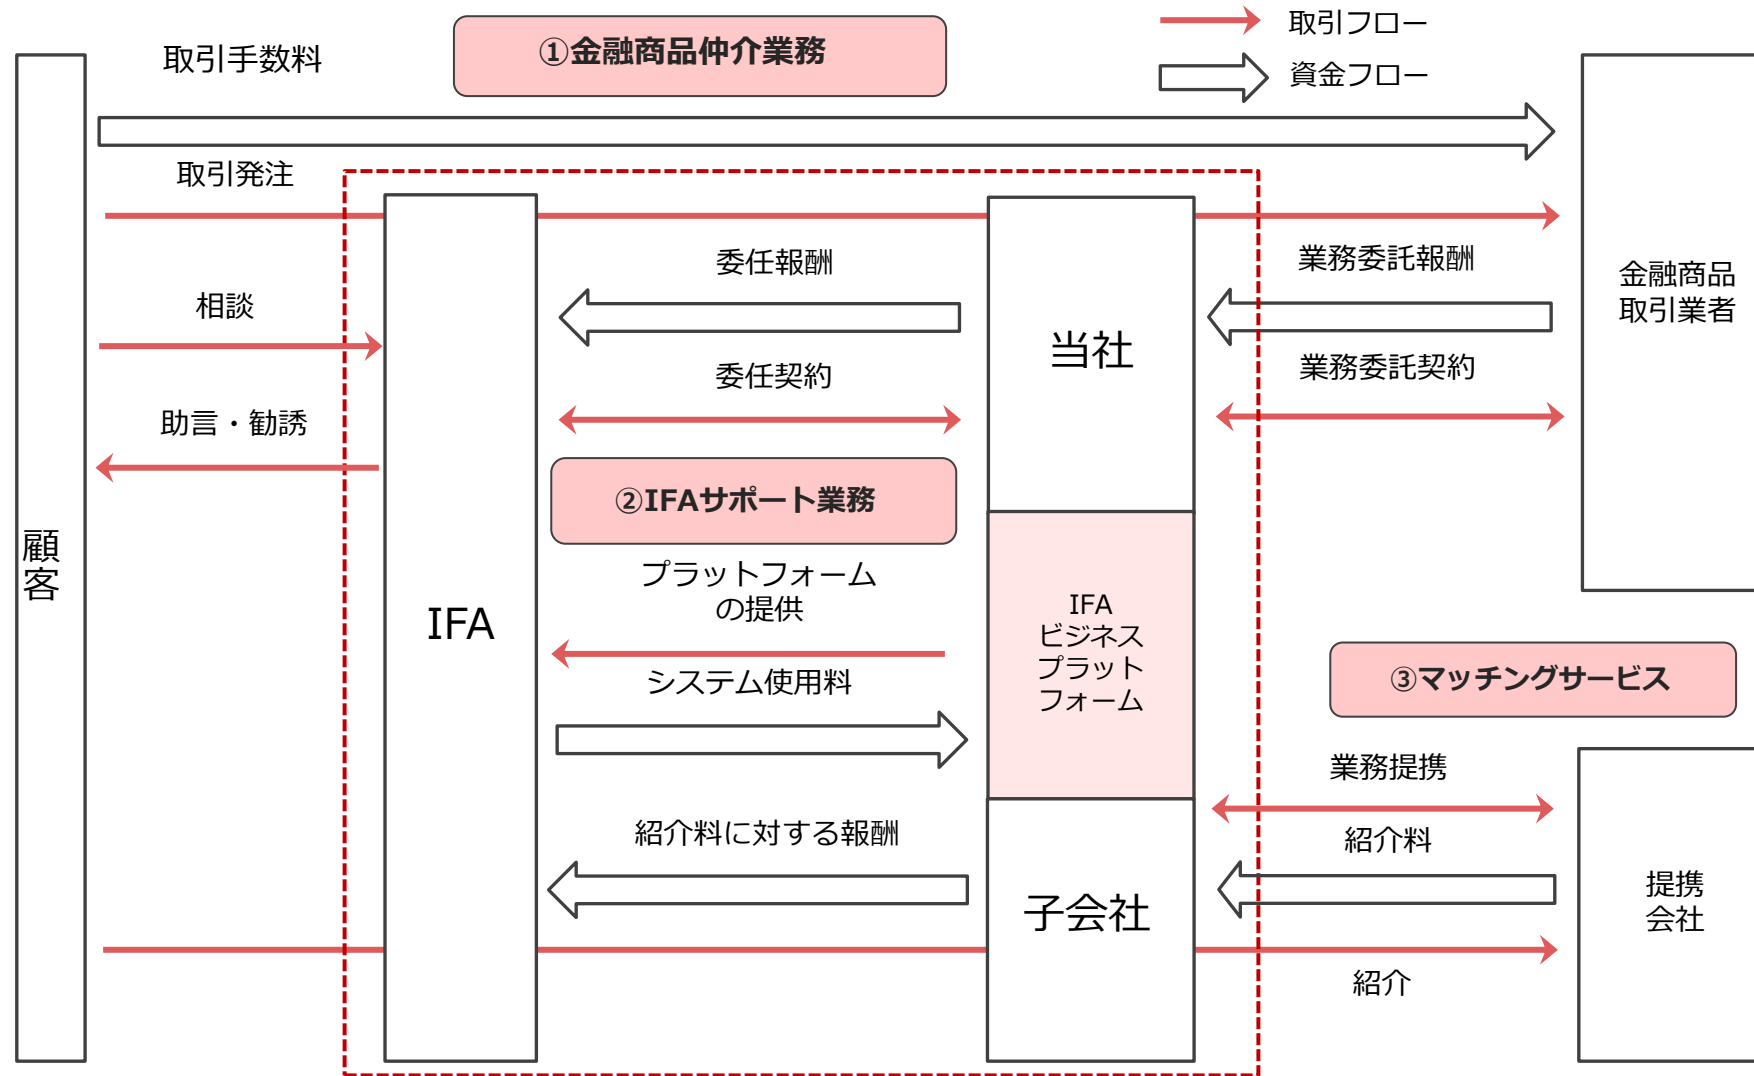 取引フロー
資金フロー
取引手数料
①金融商品仲介業務
取引発注
委任報酬
業務委託報酬
金融商品
取引業者
相談
当社
委任契約
業務委託契約
助言・勧誘
②IFAサポート業務
顧
客
プラットフォーム
の提供
IFA
IFA
ビジネス
プラット
フォーム
システム使用料
③マッチングサービス
業務提携
紹介料に対する報酬
紹介料
子会社
提携
会社
紹介